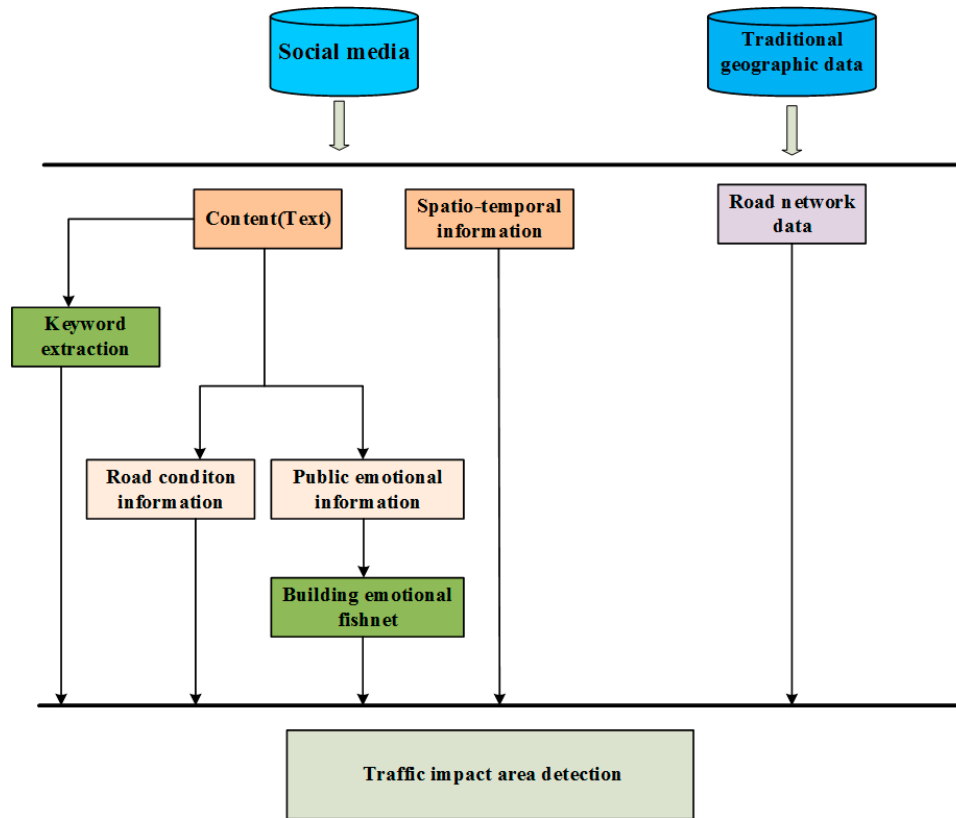 Social media
Traditional
geographic data
Content(Text)
Spatio-temporal
information
Road network
data
Keyword
extraction
Road conditon
information
Public emotional
information
Building emotional
fishnet
Traffic impact area detection